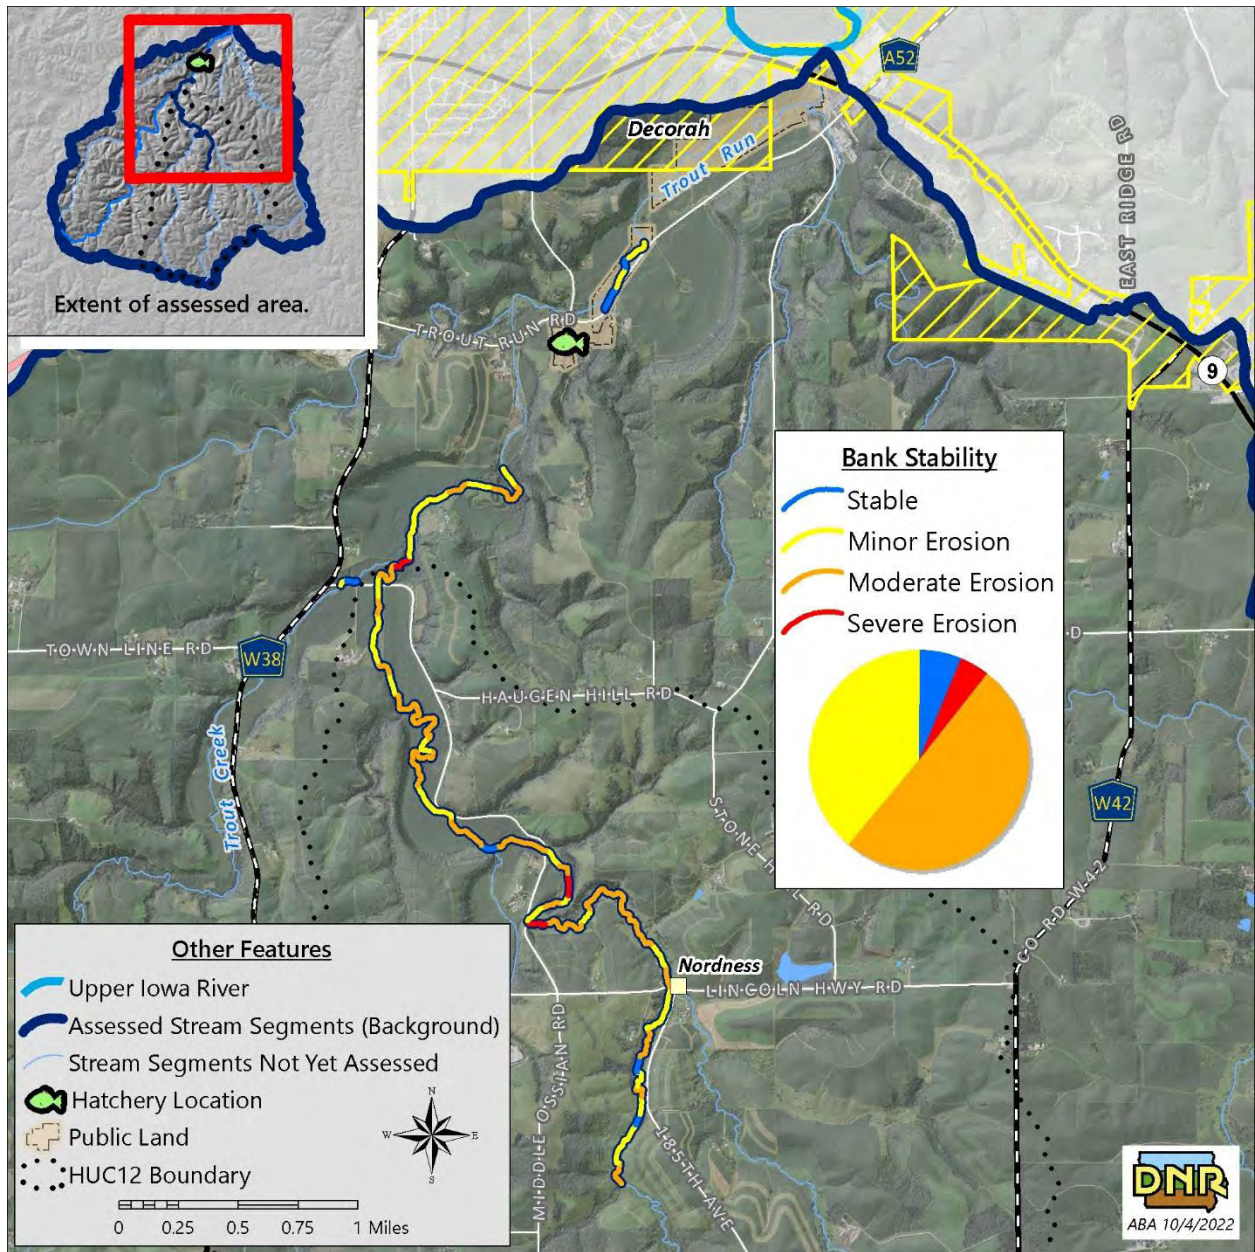 Extent of assessed area.
A52
Decorah
Trout Run
EAST RIDGE RD
TROUT RUN RD
9
Bank Stability
Stable
Minor Erosion
Moderate Erosion
Severe Erosion
TOWN LINE RD
W38
D
HAUGEN HILL RD
Trout Creek
STONE HILL RD
W42
CO RD W-42
Nordness
LINCOLN HWY RD
MIDDLE OSSIAN RD
185TH AVE
Other Features
Upper Iowa River
Assessed Stream Segments (Background)
Stream Segments Not Yet Assessed
Hatchery Location
Public Land
HUC12 Boundary
N
W E
S
0 0.25 0.5 0.75 1 Miles
DNR
ABA 10/4/2022